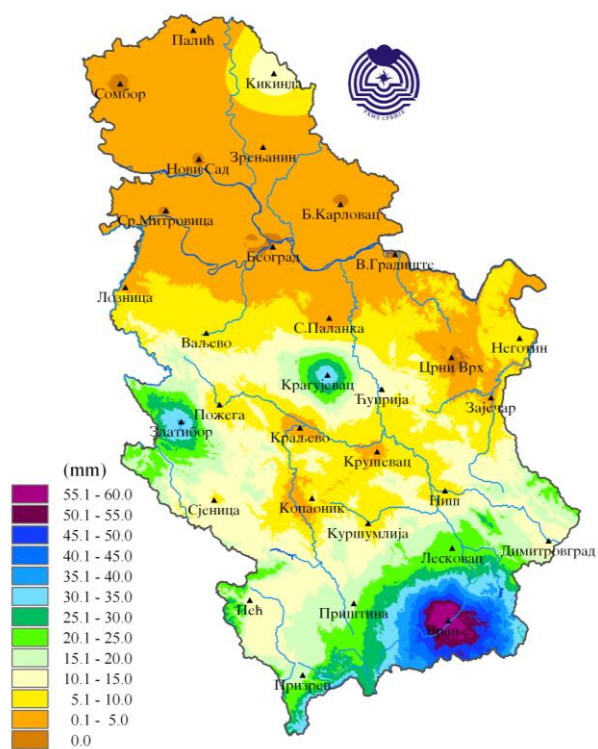 Палић
Кикинда
Сомбор
Зрењанин
Нови Сад
Б.Карловац
Ср.Митровица
Београд
В.Градиште
Лозница
С.Паланка
Ваљево
Неготин
Црни Врх
Крагујевац
Ћуприја
Зајечар
Пожега
Златибор
Краљево
Крушевац
(mm)
55.1 - 60.0
50.1 - 55.0
45.1 - 50.0
40.1 - 45.0
35.1 - 40.0
30.1 - 35.0
25.1 - 30.0
20.1 - 25.0
15.1 - 20.0
10.1 - 15.0
5.1 - 10.0
0.1 - 5.0
0.0
Сјеница
Копаоник
Ниш
Куршумлија
Лесковац
Димитровград
Пећ
Приштина
Врање
Призрен